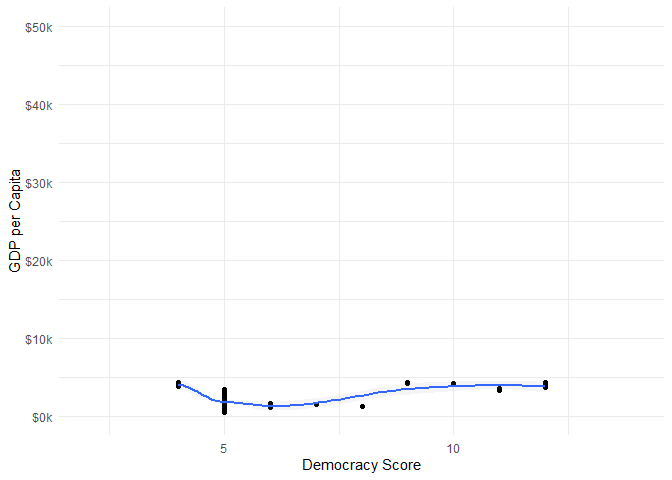 $50k
$40k
$30k
$20k
$10k
$0k
GDP per Capita
5
10
Democracy Score